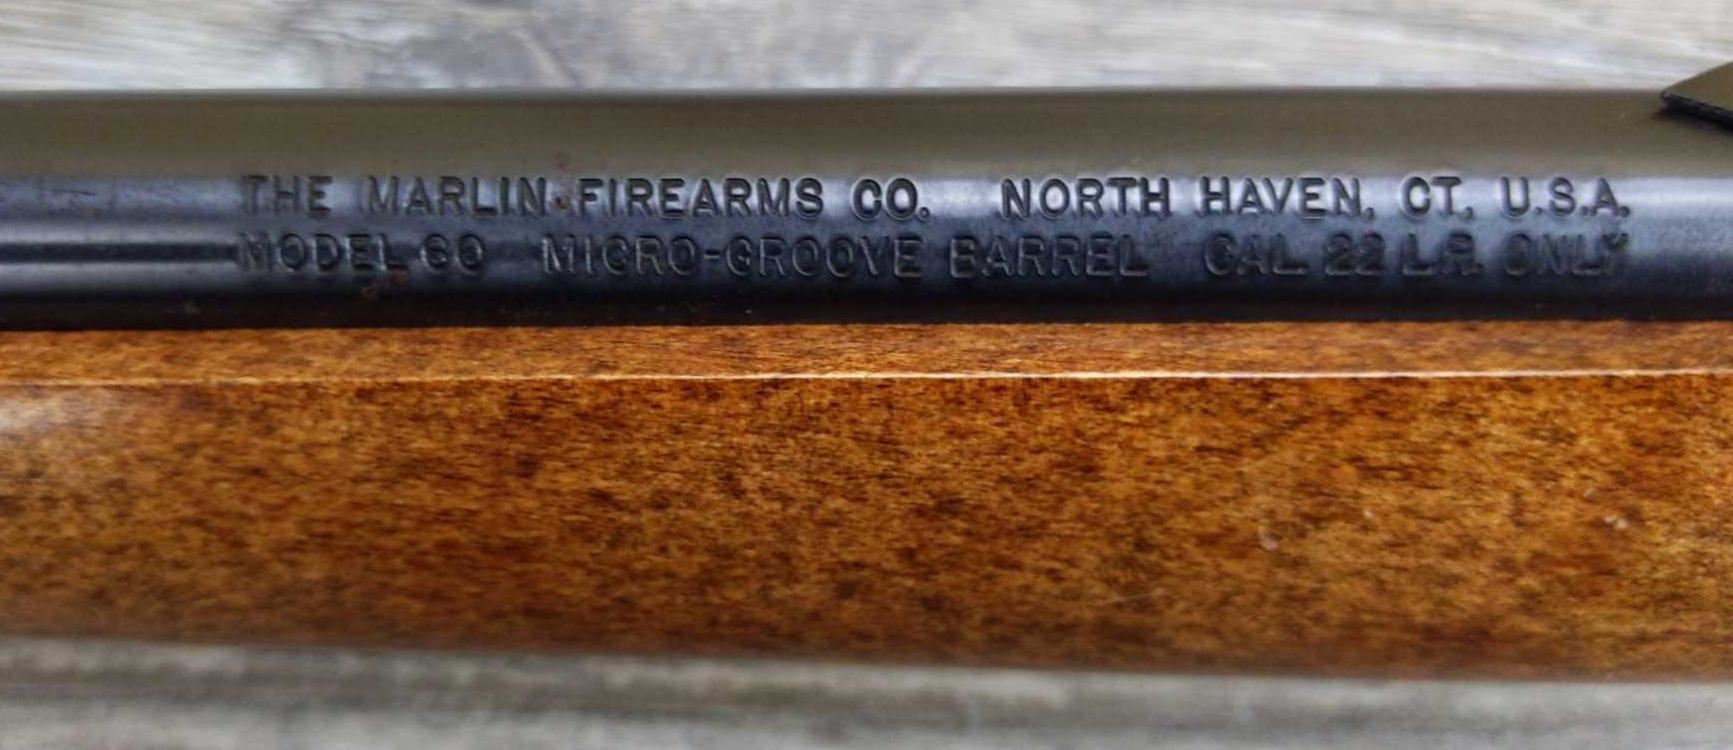 THE MARLIN FIREARMS CO. NORTH HAVEN, CT. U.S.A.
MODEL 60 MICRO-GROOVE BARREL CAL. 22 L.R. ONLY